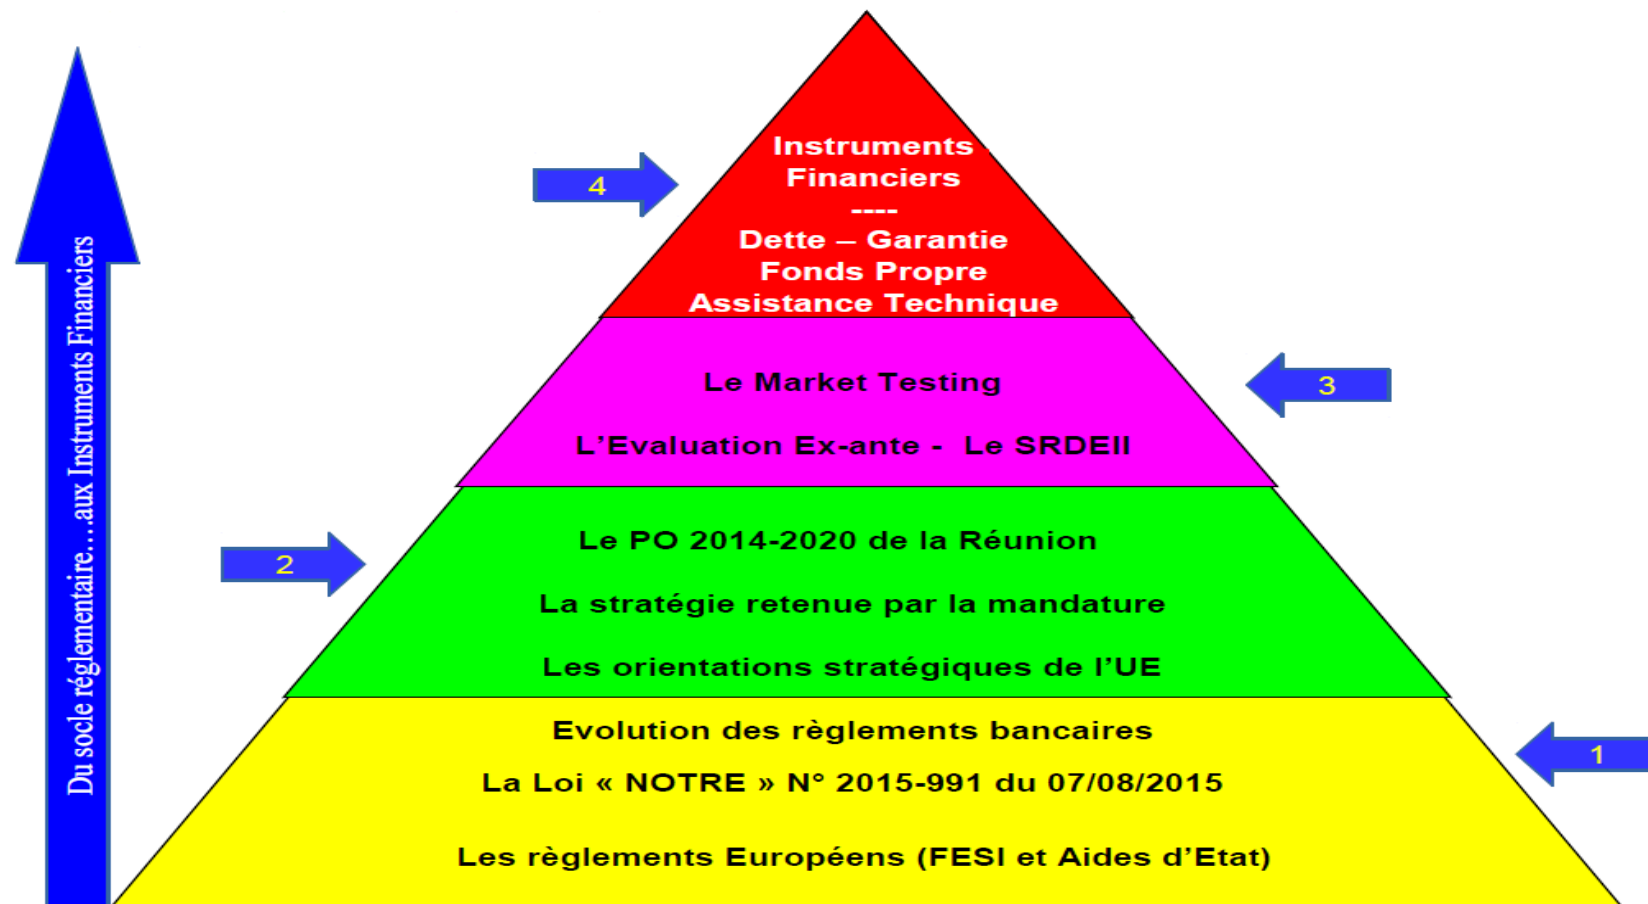 Instruments
Financiers
----
Dette – Garantie
Fonds Propre
Assistance Technique
4
Le Market Testing
L'Evaluation Ex-ante - Le SRDEII
3
Le PO 2014-2020 de la Réunion
La stratégie retenue par la mandature
Les orientations stratégiques de l'UE
2
Evolution des règlements bancaires
La Loi « NOTRE » N° 2015-991 du 07/08/2015
Les règlements Européens (FESI et Aides d'Etat)
1
Du socle réglementaire....aux Instruments Financiers